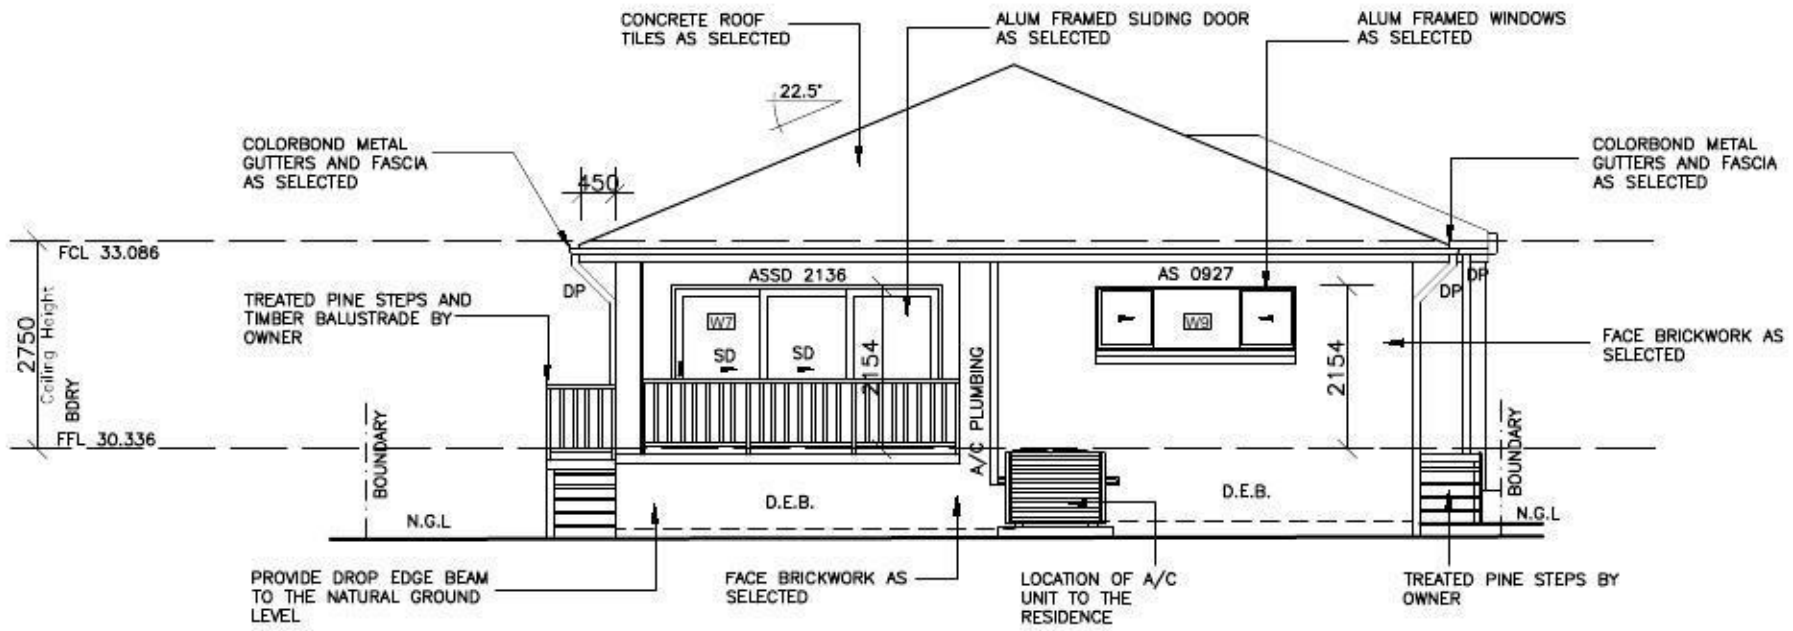 CONCRETE ROOF
TILES AS SELECTED
ALUM FRAMED SLIDING DOOR
AS SELECTED
ALUM FRAMED WINDOWS
AS SELECTED
22.5°
COLORBOND METAL
GUTTERS AND FASCIA
AS SELECTED
450
COLORBOND METAL
GUTTERS AND FASCIA
AS SELECTED
FCL 33.086
ASSD 2136
AS 0927
DP
DP
DP
TREATED PINE STEPS AND
TIMBER BALUSTRADE BY
OWNER
W7
W9
SD
SD
2154
2154
FACE BRICKWORK AS
SELECTED
22750
Ceiling Height
BDRY
FFL 30.336
BOUNDARY
A/C PLUMBING
BOUNDARY
D.E.B.
D.E.B.
N.G.L
N.G.L
PROVIDE DROP EDGE BEAM
TO THE NATURAL GROUND
LEVEL
FACE BRICKWORK AS
SELECTED
LOCATION OF A/C
UNIT TO THE
RESIDENCE
TREATED PINE STEPS BY
OWNER